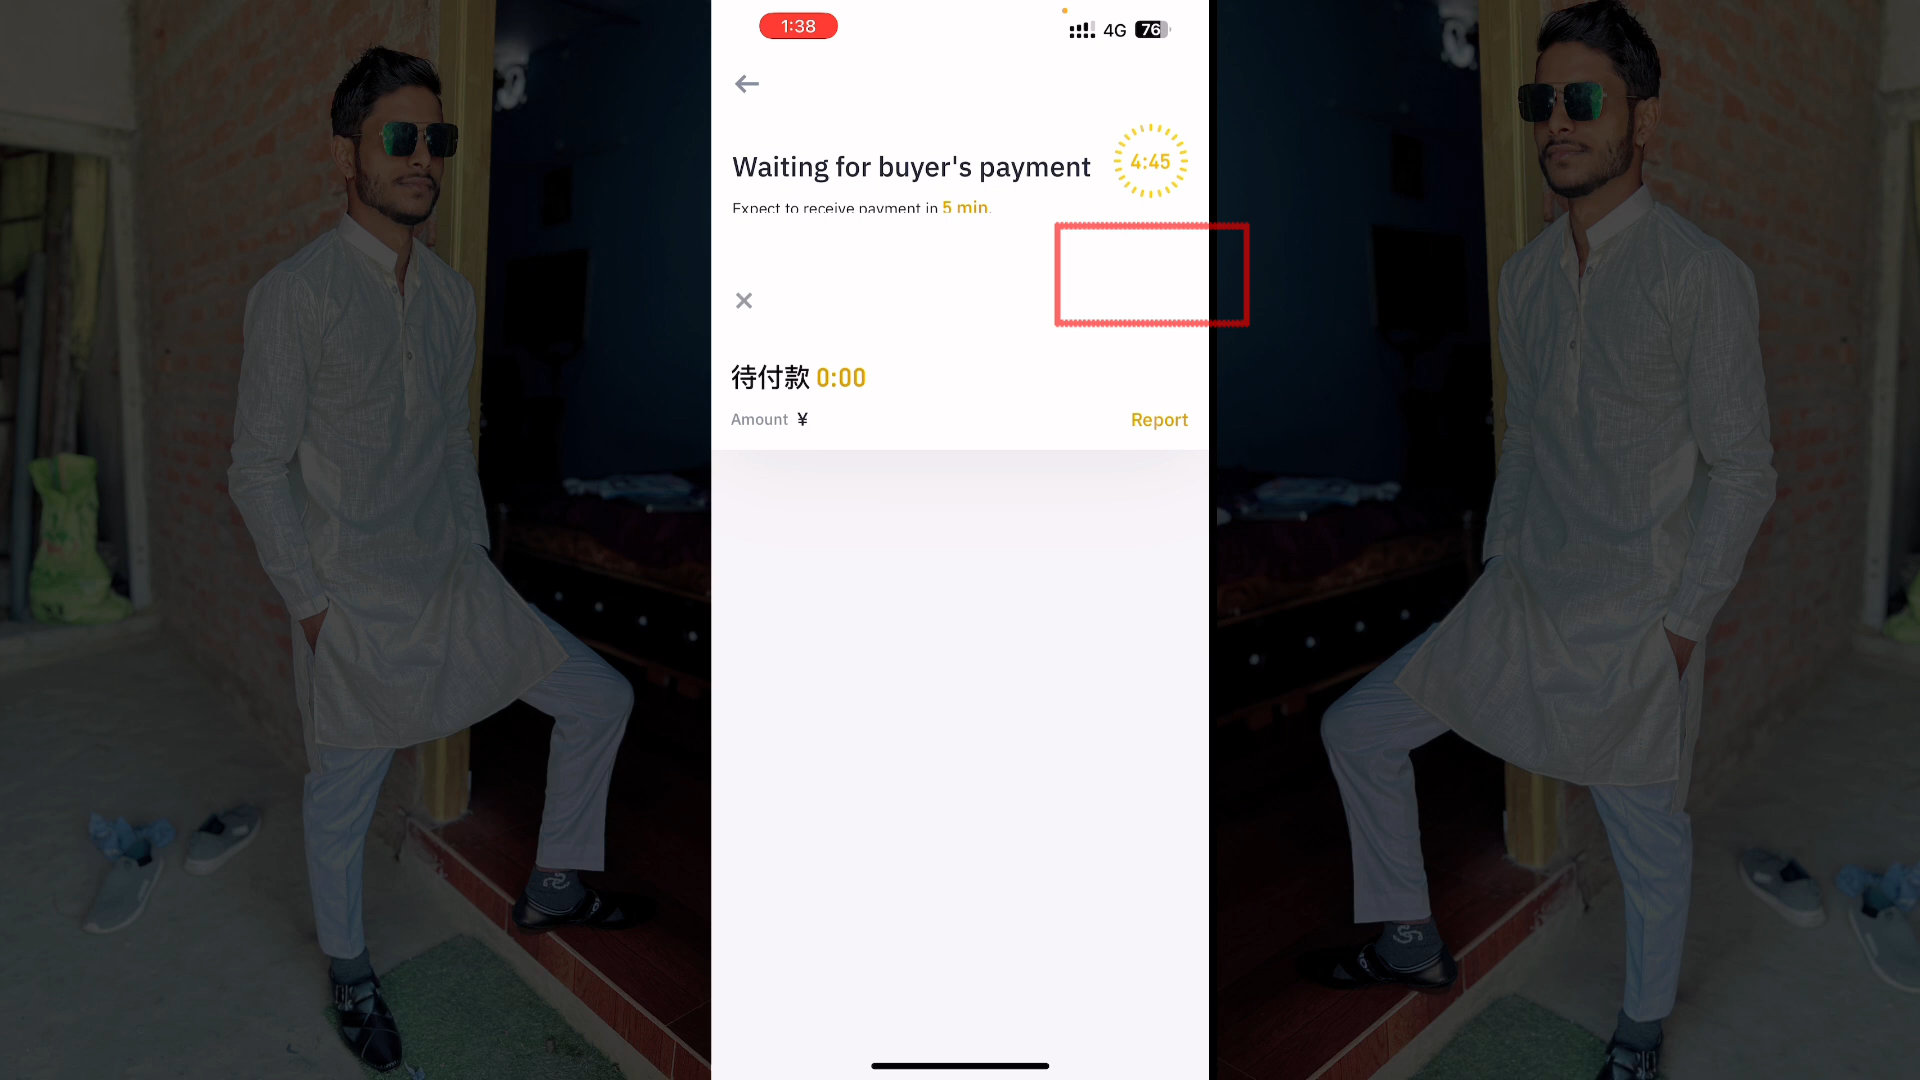 1:38
4G 76
Waiting for buyer's payment
4:45
Expect to receive payment in 5 min.
待付款 0:00
Amount ¥
Report